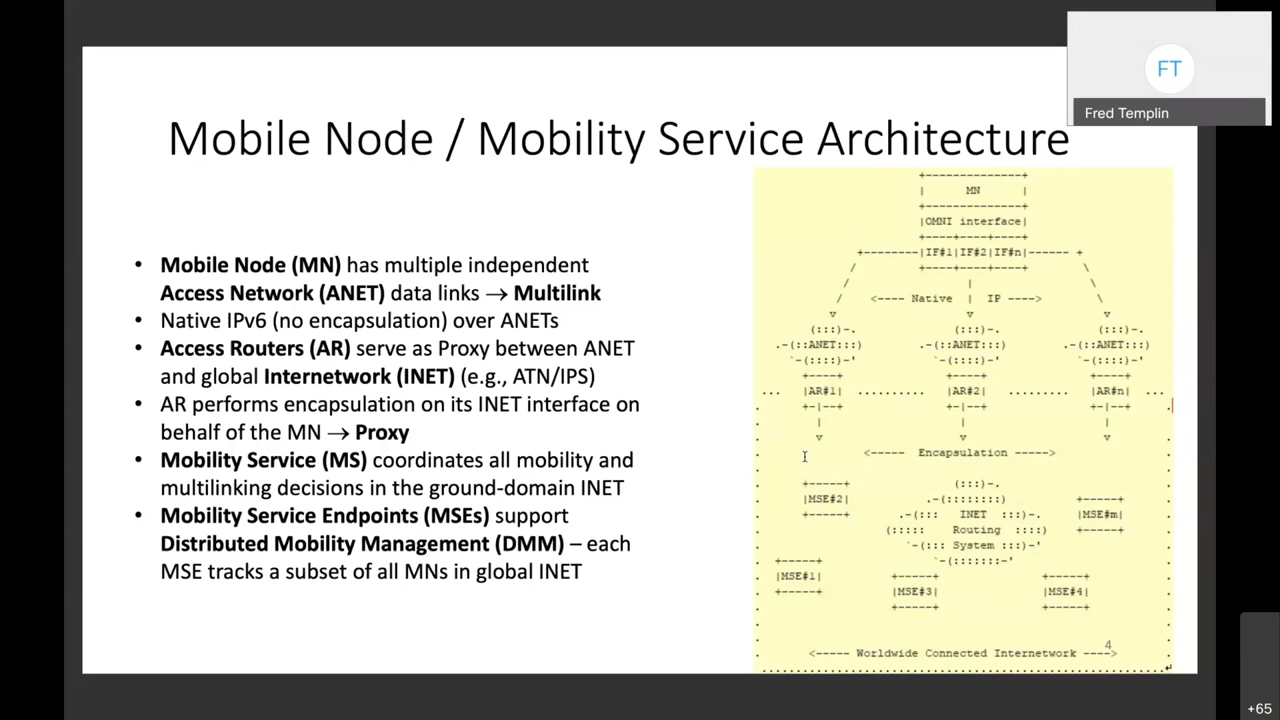 FT
Fred Templin
Mobile Node / Mobility Service Architecture
• Mobile Node (MN) has multiple independent
Access Network (ANET) data links → Multilink
• Native IPv6 (no encapsulation) over ANETs
• Access Routers (AR) serve as Proxy between ANET
and global Internetwork (INET) (e.g., ATN/IPS)
• AR performs encapsulation on its INET interface on
behalf of the MN → Proxy
• Mobility Service (MS) coordinates all mobility and
multilinking decisions in the ground-domain INET
• Mobility Service Endpoints (MSEs) support
Distributed Mobility Management (DMM) – each
MSE tracks a subset of all MNs in global INET
+--------------+
| MN |
+--------------+
|OMNI interface|
+----+----+----+
+--------|IF#1|IF#2|IF#n|------ +
/ +----+----+----+ \
/ | \
/ <---- Native | IP ----> \
v v v
(:::)-. (:::)-. (:::)-.
.-(::ANET:::) .-(::ANET:::) .-(::ANET:::)
`-(::::)-' `-(::::)-' `-(::::)-'
+----+ +----+ +----+
... |AR#1| .......... |AR#2| ......... |AR#n| ...
. +-|--+ +-|--+ +-|--+ .
. | | |
. v v v .
. <----- Encapsulation -----> .
. .
. +-----+ (:::)-. .
. |MSE#2| .-(::::::::) +-----+ .
. +-----+ .-(::: INET :::)-. |MSE#m| .
. (::::: Routing ::::) +-----+ .
. `-(::: System :::)-' .
. +-----+ `-(:::::::-' .
. |MSE#1| +-----+ +-----+ .
. +-----+ |MSE#3| |MSE#4| .
. +-----+ +-----+ .
. .
. <----- Worldwide Connected Internetwork ----> .
4
+65